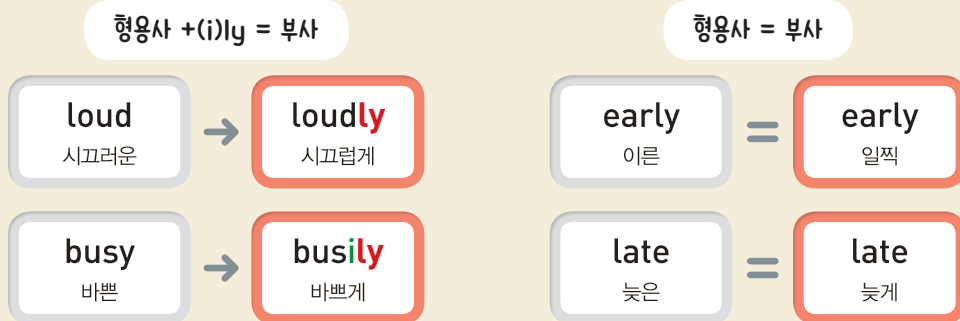 형용사 +(i)ly = 부사
loud
시끄러운
→
loudly
시끄럽게
busy
바쁜
→
busily
바쁘게
형용사 = 부사
early
이른
=
early
일찍
late
늦은
=
late
늦게